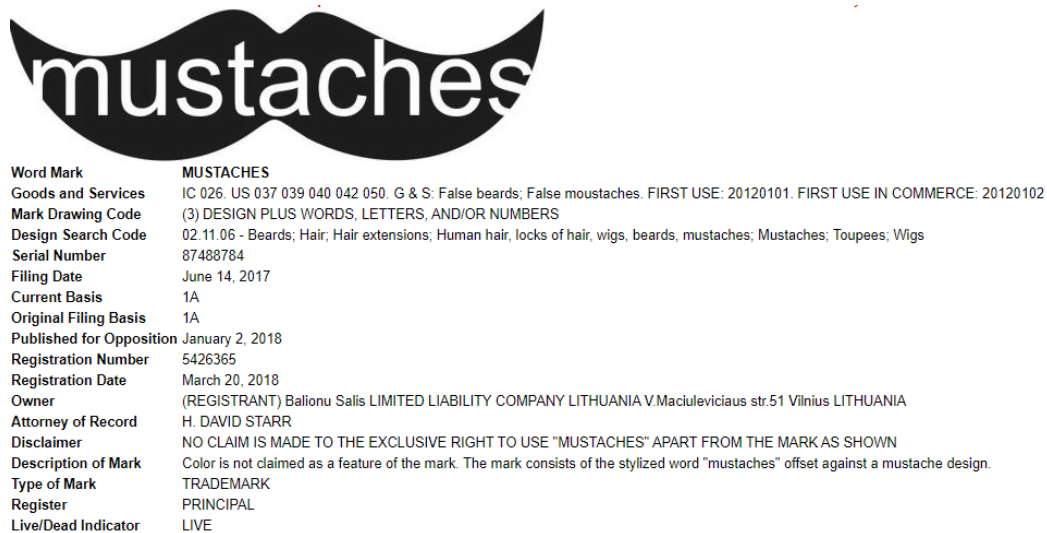 mustaches
Word Mark MUSTACHES
Goods and Services IC 026. US 037 039 040 042 050. G & S: False beards; False moustaches. FIRST USE: 20120101. FIRST USE IN COMMERCE: 20120102
Mark Drawing Code (3) DESIGN PLUS WORDS, LETTERS, AND/OR NUMBERS
Design Search Code 02.11.06 - Beards; Hair; Hair extensions; Human hair, locks of hair, wigs, beards, mustaches; Mustaches; Toupees; Wigs
Serial Number 87488784
Filing Date June 14, 2017
Current Basis 1A
Original Filing Basis 1A
Published for Opposition January 2, 2018
Registration Number 5426365
Registration Date March 20, 2018
Owner (REGISTRANT) Balionu Salis LIMITED LIABILITY COMPANY LITHUANIA V.Maciuleviciaus str.51 Vilnius LITHUANIA
Attorney of Record H. DAVID STARR
Disclaimer NO CLAIM IS MADE TO THE EXCLUSIVE RIGHT TO USE "MUSTACHES" APART FROM THE MARK AS SHOWN
Description of Mark Color is not claimed as a feature of the mark. The mark consists of the stylized word "mustaches" offset against a mustache design.
Type of Mark TRADEMARK
Register PRINCIPAL
Live/Dead Indicator LIVE